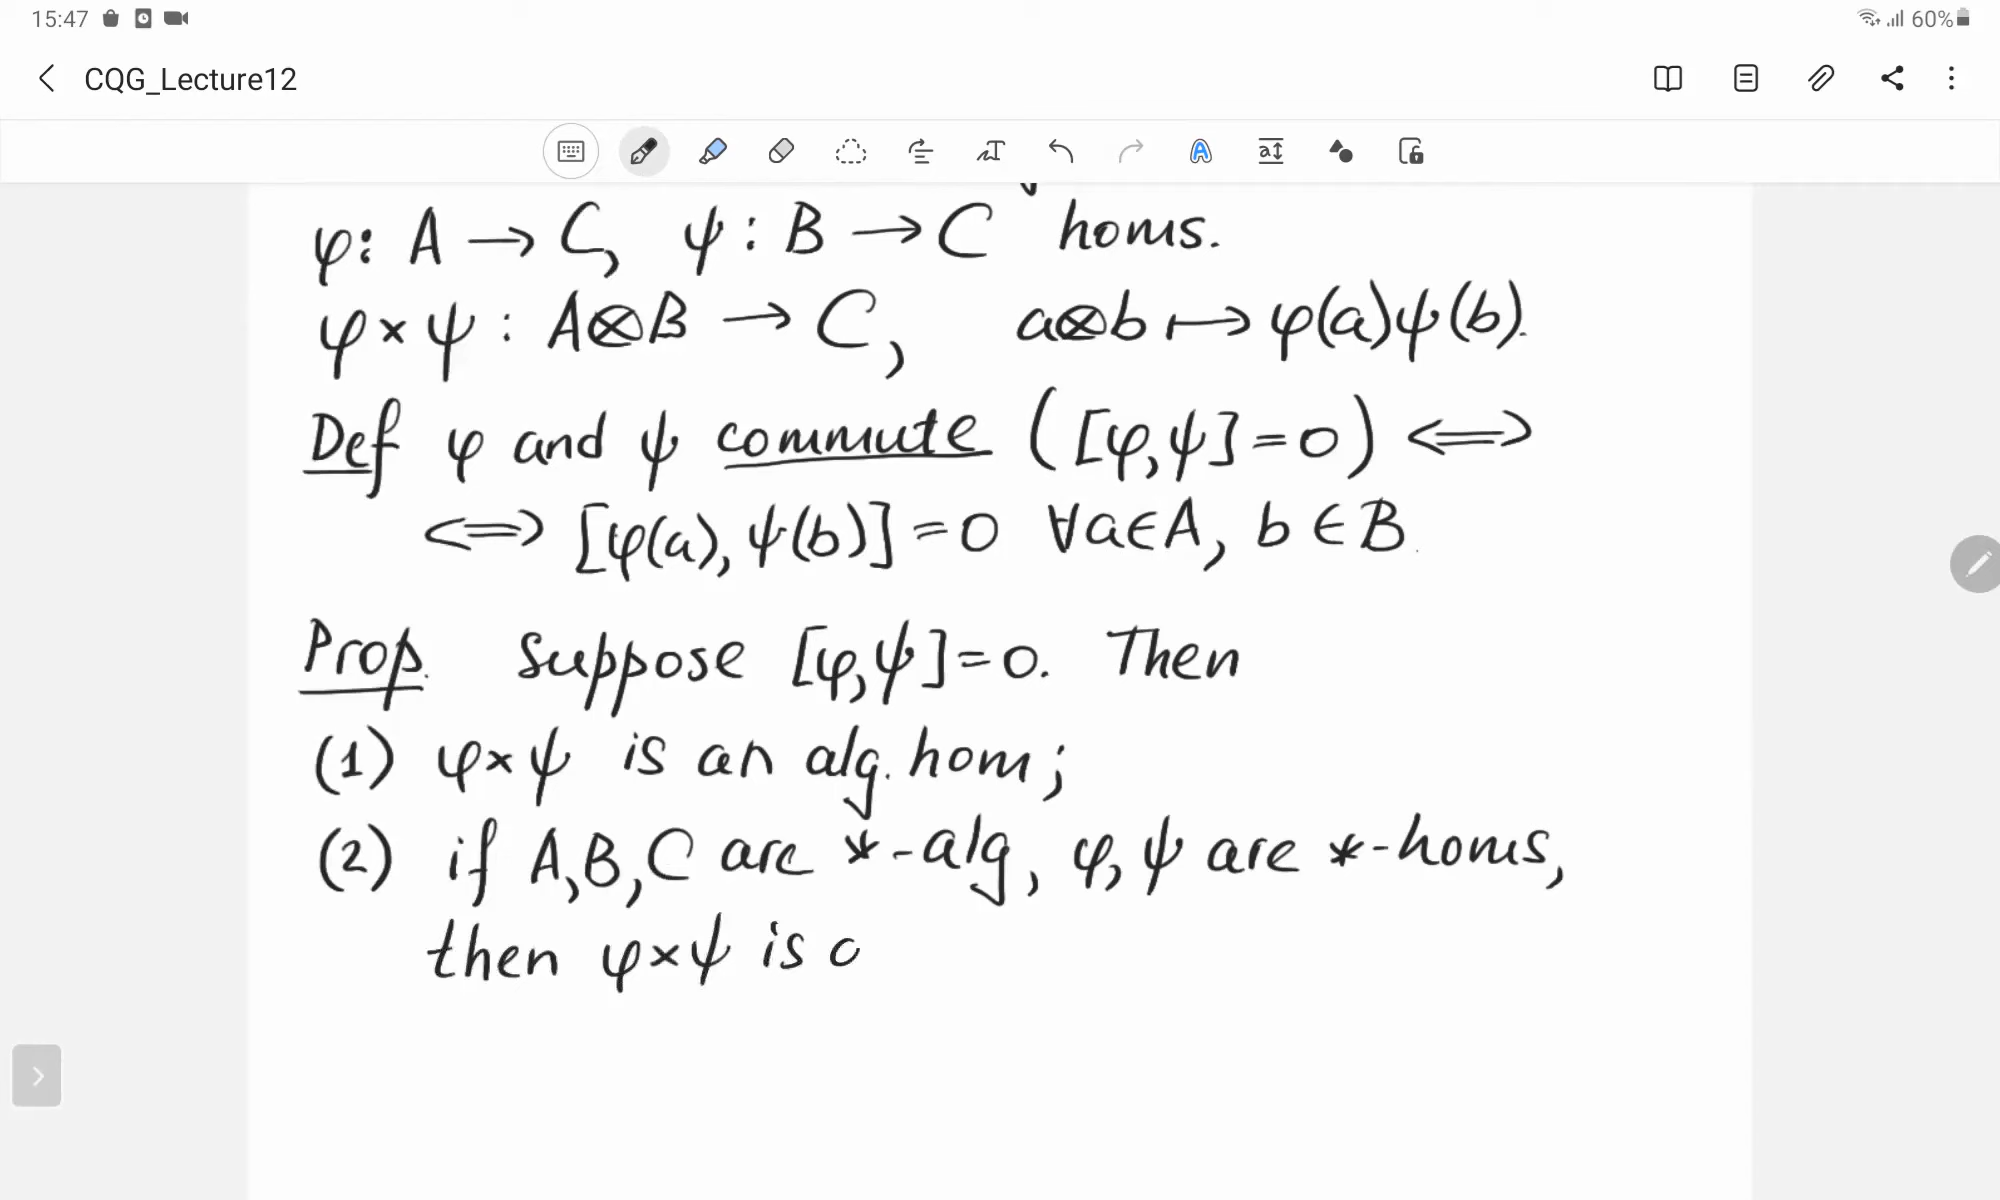 15:47 60%
CQG_Lecture12
φ: A → C, ψ: B → C homs.
φ×ψ: A⊗B → C, a⊗b ↦ φ(a)ψ(b).
Def φ and ψ commute ([φ,ψ]=0) ⟺
⟺ [φ(a), ψ(b)]=0 ∀a∈A, b∈B.
Prop. Suppose [φ,ψ]=0. Then
(1) φ×ψ is an alg. hom;
(2) if A,B,C are *-alg, φ,ψ are *-homs,
then φ×ψ is